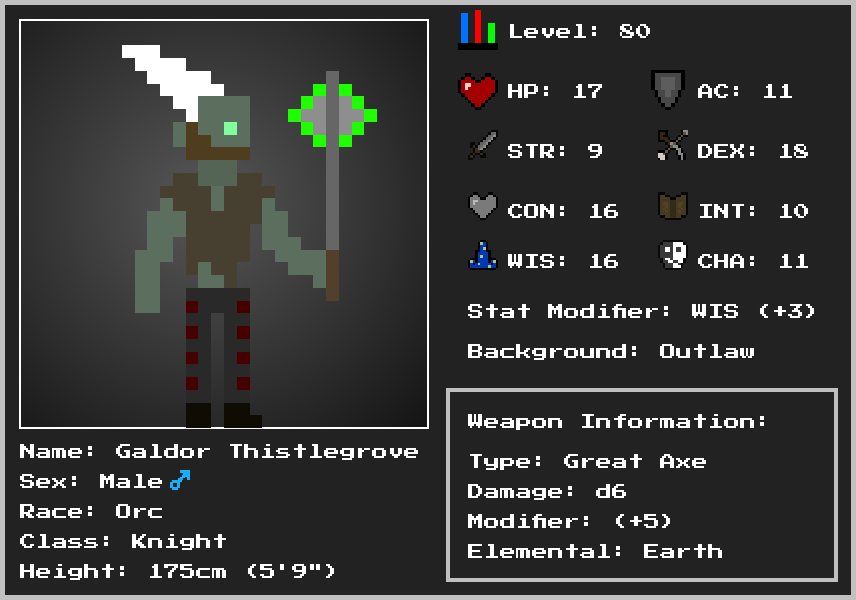 Level: 80
HP: 17
AC: 11
STR: 9
DEX: 18
CON: 16
INT: 10
WIS: 16
CHA: 11
Stat Modifier: WIS (+3)
Background: Outlaw
Name: Galdor Thistlegrove
Sex: Male ♂
Race: Orc
Class: Knight
Height: 175cm (5'9")
Weapon Information:
Type: Great Axe
Damage: d6
Modifier: (+5)
Elemental: Earth